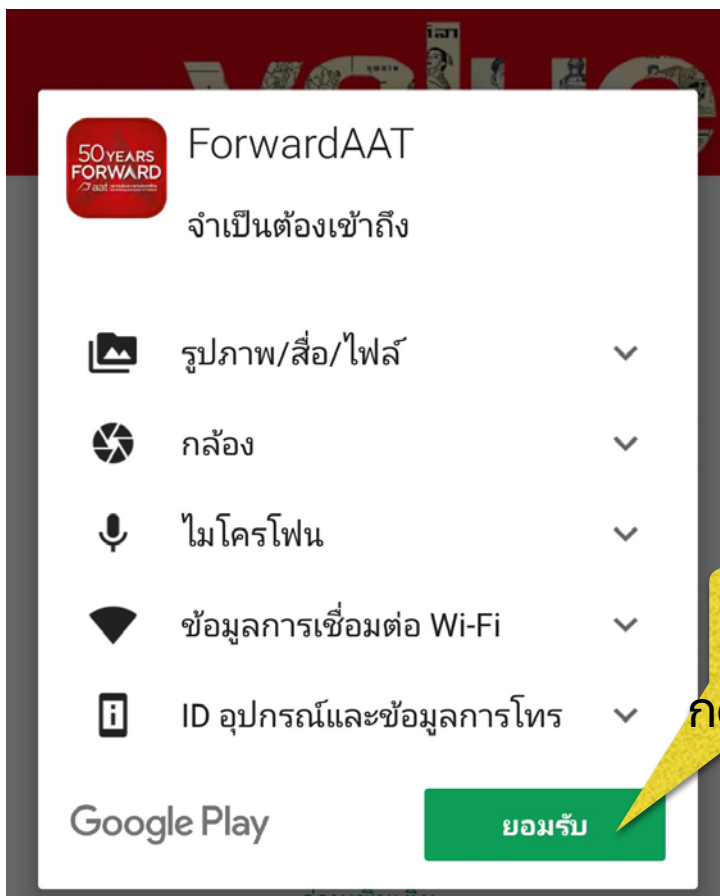 value
50 YEARS
FORWARD
aat
ForwardAAT
จำเป็นต้องเข้าถึง
รูปภาพ/สื่อ/ไฟล์
กล้อง
ไมโครโฟน
ข้อมูลการเชื่อมต่อ Wi-Fi
ID อุปกรณ์และข้อมูลการโทร
Google Play
ยอมรับ